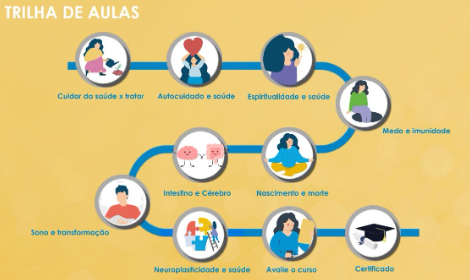 TRILHA DE AULAS
Cuidar da saúde x tratar
Autocuidado e saúde
Espiritualidade e saúde
Medo e imunidade
Nascimento e morte
Intestino e Cérebro
Sono e transformação
Neuroplasticidade e saúde
Avalie o curso
Certificado